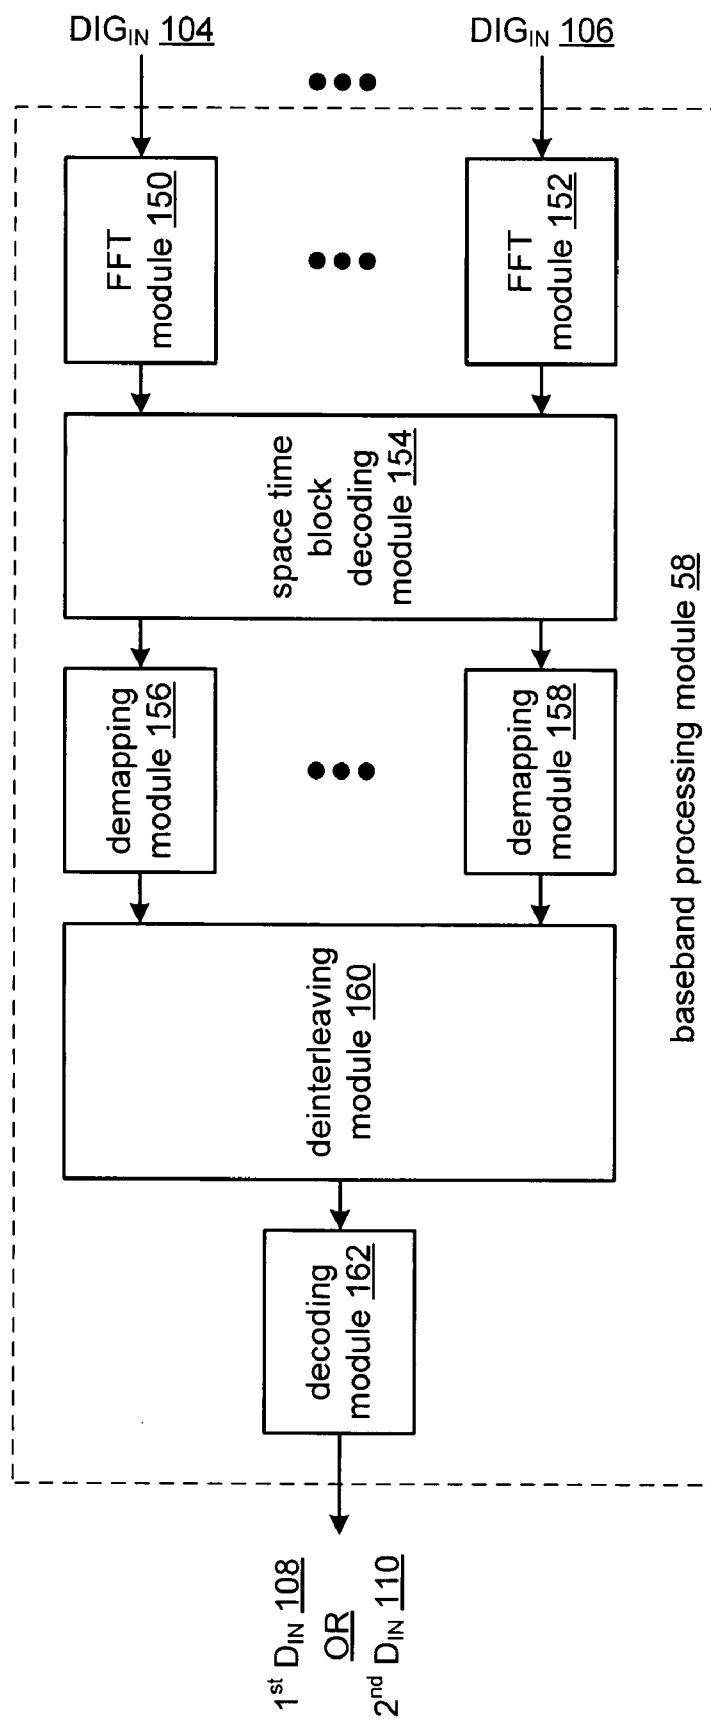 DIG_IN 104
DIG_IN 106
FFT
module 150
FFT
module 152
space time
block
decoding
module 154
demapping
module 156
demapping
module 158
deinterleaving
module 160
decoding
module 162
1st D_IN 108
OR
2nd D_IN 110
baseband processing module 58